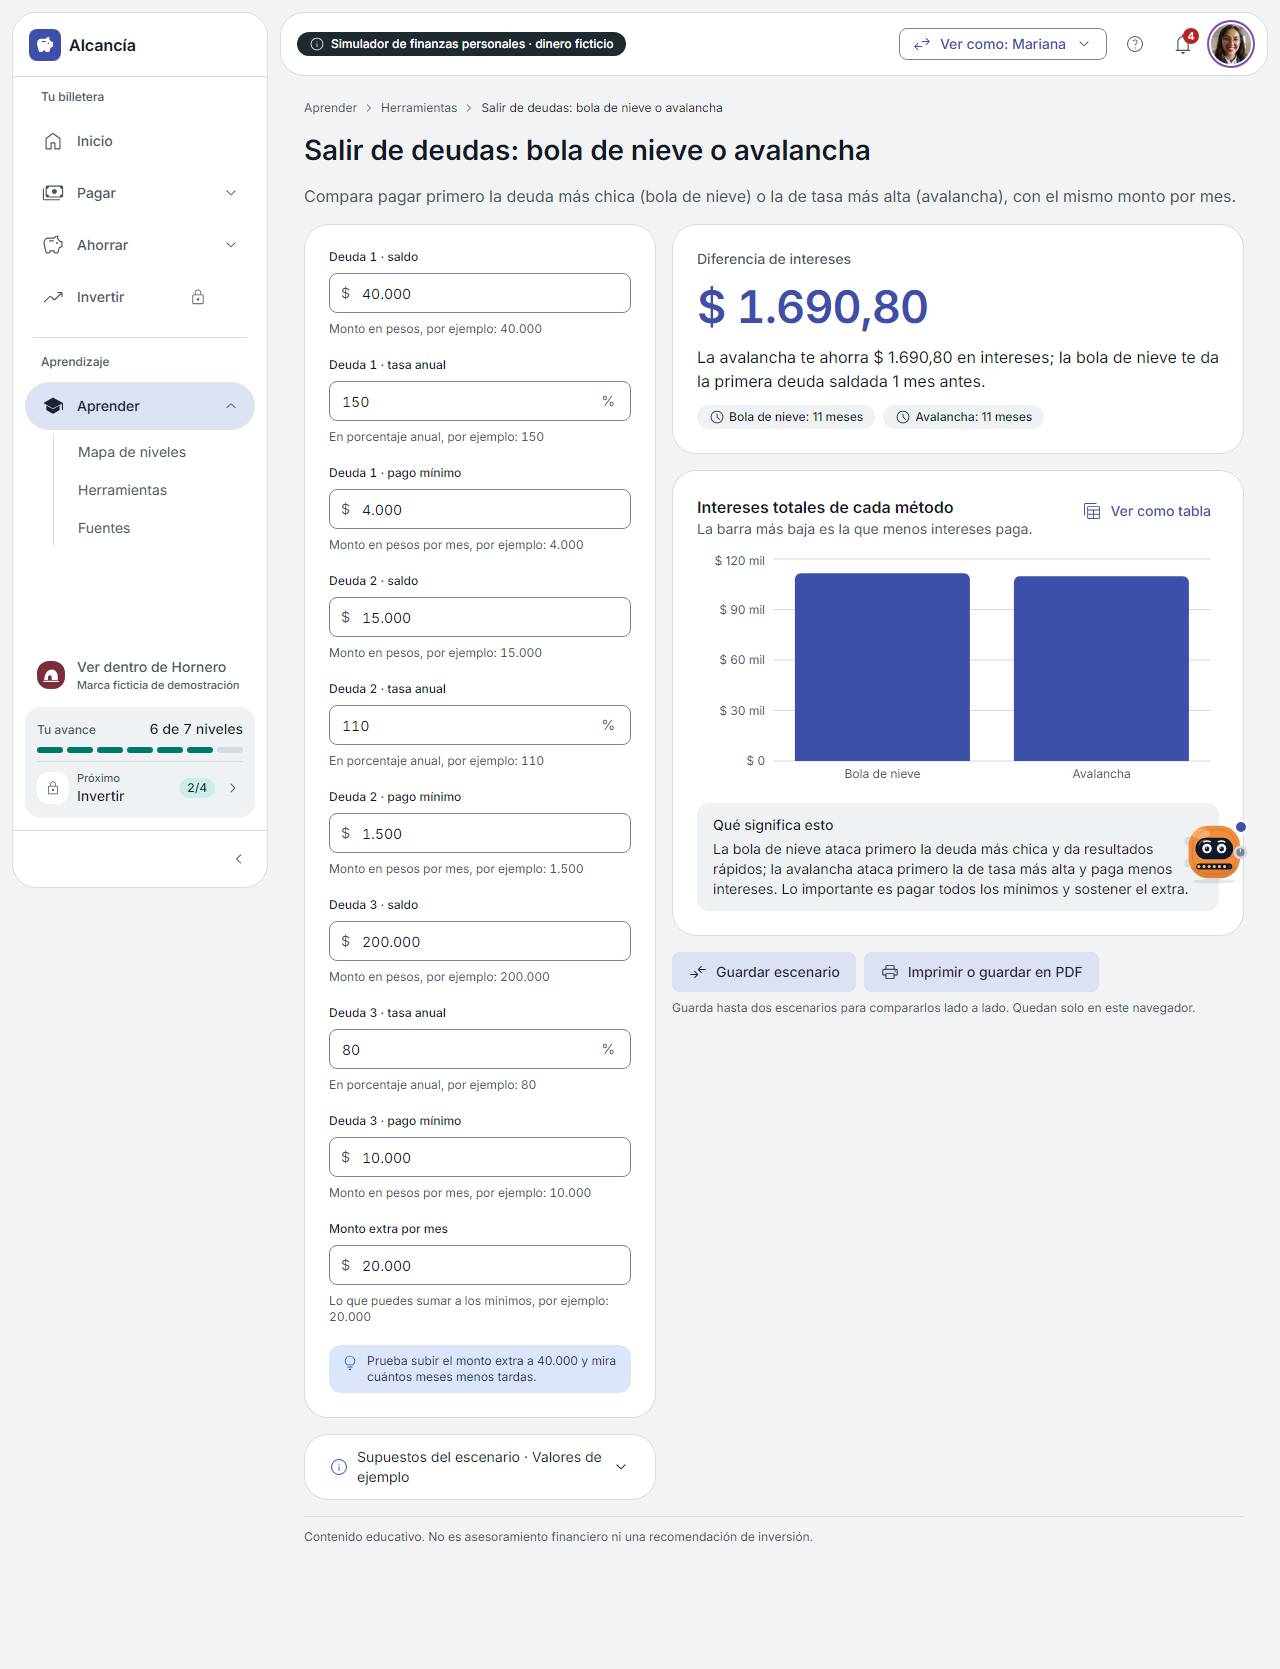 Alcancía
Simulador de finanzas personales · dinero ficticio
Ver como: Mariana
4
Tu billetera
Inicio
Pagar
Ahorrar
Invertir
Aprendizaje
Aprender
Mapa de niveles
Herramientas
Fuentes
Ver dentro de Hornero
Marca ficticia de demostración
Tu avance
6 de 7 niveles
Próximo
Invertir
2/4
Aprender > Herramientas > Salir de deudas: bola de nieve o avalancha
Salir de deudas: bola de nieve o avalancha
Compara pagar primero la deuda más chica (bola de nieve) o la de tasa más alta (avalancha), con el mismo monto por mes.
Deuda 1 · saldo
$ 40.000
Monto en pesos, por ejemplo: 40.000
Deuda 1 · tasa anual
150 %
En porcentaje anual, por ejemplo: 150
Deuda 1 · pago mínimo
$ 4.000
Monto en pesos por mes, por ejemplo: 4.000
Deuda 2 · saldo
$ 15.000
Monto en pesos, por ejemplo: 15.000
Deuda 2 · tasa anual
110 %
En porcentaje anual, por ejemplo: 110
Deuda 2 · pago mínimo
$ 1.500
Monto en pesos por mes, por ejemplo: 1.500
Deuda 3 · saldo
$ 200.000
Monto en pesos, por ejemplo: 200.000
Deuda 3 · tasa anual
80 %
En porcentaje anual, por ejemplo: 80
Deuda 3 · pago mínimo
$ 10.000
Monto en pesos por mes, por ejemplo: 10.000
Monto extra por mes
$ 20.000
Lo que puedes sumar a los mínimos, por ejemplo:
20.000
Prueba subir el monto extra a 40.000 y mira
cuántos meses menos tardas.
Supuestos del escenario · Valores de
ejemplo
Diferencia de intereses
$ 1.690,80
La avalancha te ahorra $ 1.690,80 en intereses; la bola de nieve te da
la primera deuda saldada 1 mes antes.
Bola de nieve: 11 meses
Avalancha: 11 meses
Intereses totales de cada método
La barra más baja es la que menos intereses paga.
Ver como tabla
$ 120 mil
$ 90 mil
$ 60 mil
$ 30 mil
$ 0
Bola de nieve
Avalancha
Qué significa esto
La bola de nieve ataca primero la deuda más chica y da resultados
rápidos; la avalancha ataca primero la de tasa más alta y paga menos
intereses. Lo importante es pagar todos los mínimos y sostener el extra.
Guardar escenario
Imprimir o guardar en PDF
Guarda hasta dos escenarios para compararlos lado a lado. Quedan solo en este navegador.
Contenido educativo. No es asesoramiento financiero ni una recomendación de inversión.